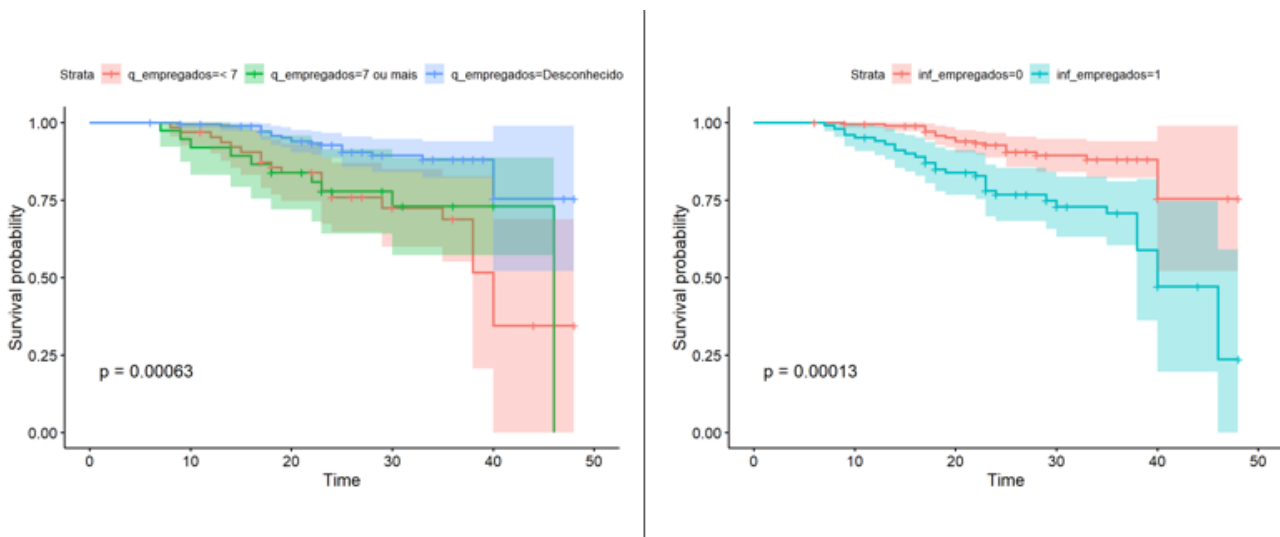 Strata q_empregados=< 7 q_empregados=7 ou mais q_empregados=Desconhecido
1.00
0.75
0.50
0.25
0.00
Survival probability
p = 0.00063
0 10 20 30 40 50
Time
Strata inf_empregados=0 inf_empregados=1
1.00
0.75
0.50
0.25
0.00
Survival probability
p = 0.00013
0 10 20 30 40 50
Time